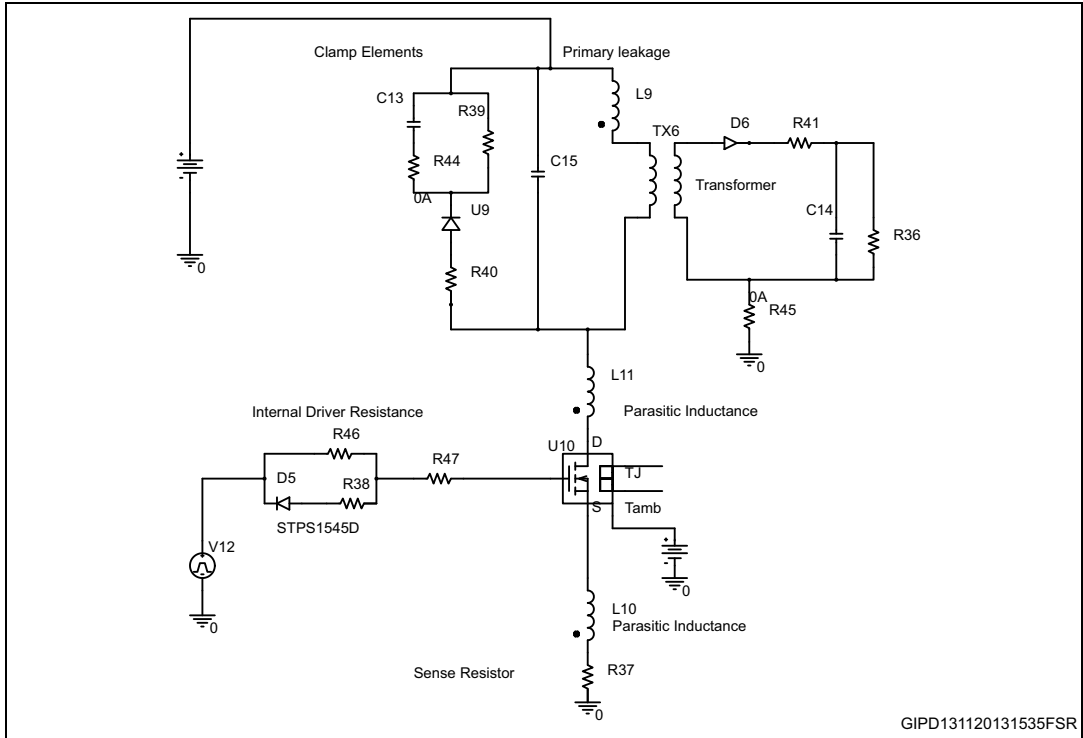 Clamp Elements
Primary leakage
C13
R39
L9
R44
C15
TX6
D6
R41
Transformer
0A
U9
C14
R36
R40
0A
R45
0
0
L11
Parasitic Inductance
Internal Driver Resistance
R46
U10
D
R47
D5
R38
TJ
STPS1545D
S
Tamb
V12
0
0
L10
Parasitic Inductance
Sense Resistor
R37
0
GIPD131120131535FSR